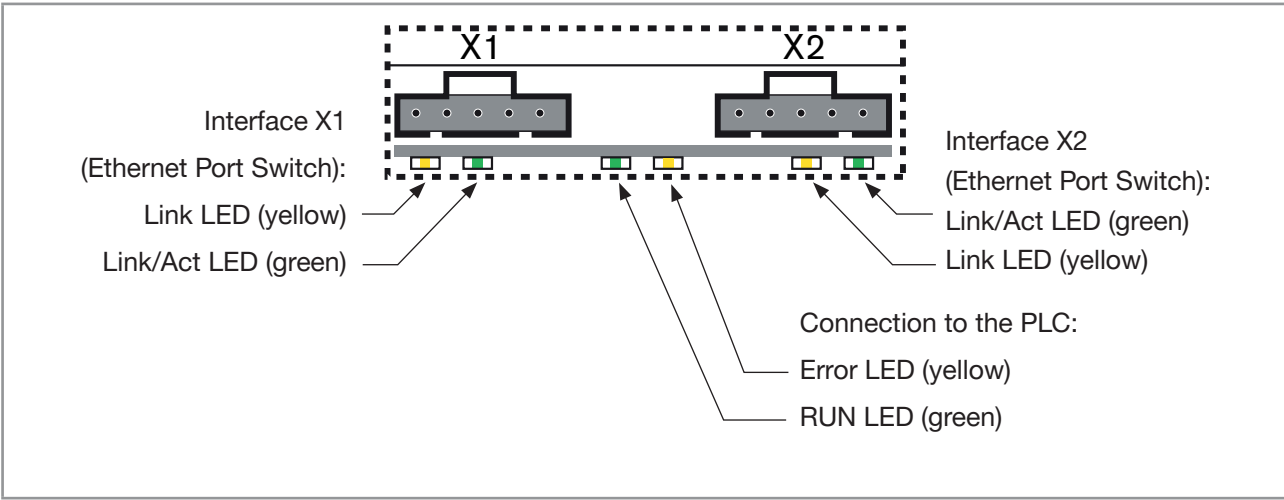 X1
X2
Interface X1
(Ethernet Port Switch):
Link LED (yellow)
Link/Act LED (green)
Interface X2
(Ethernet Port Switch):
Link/Act LED (green)
Link LED (yellow)
Connection to the PLC:
Error LED (yellow)
RUN LED (green)